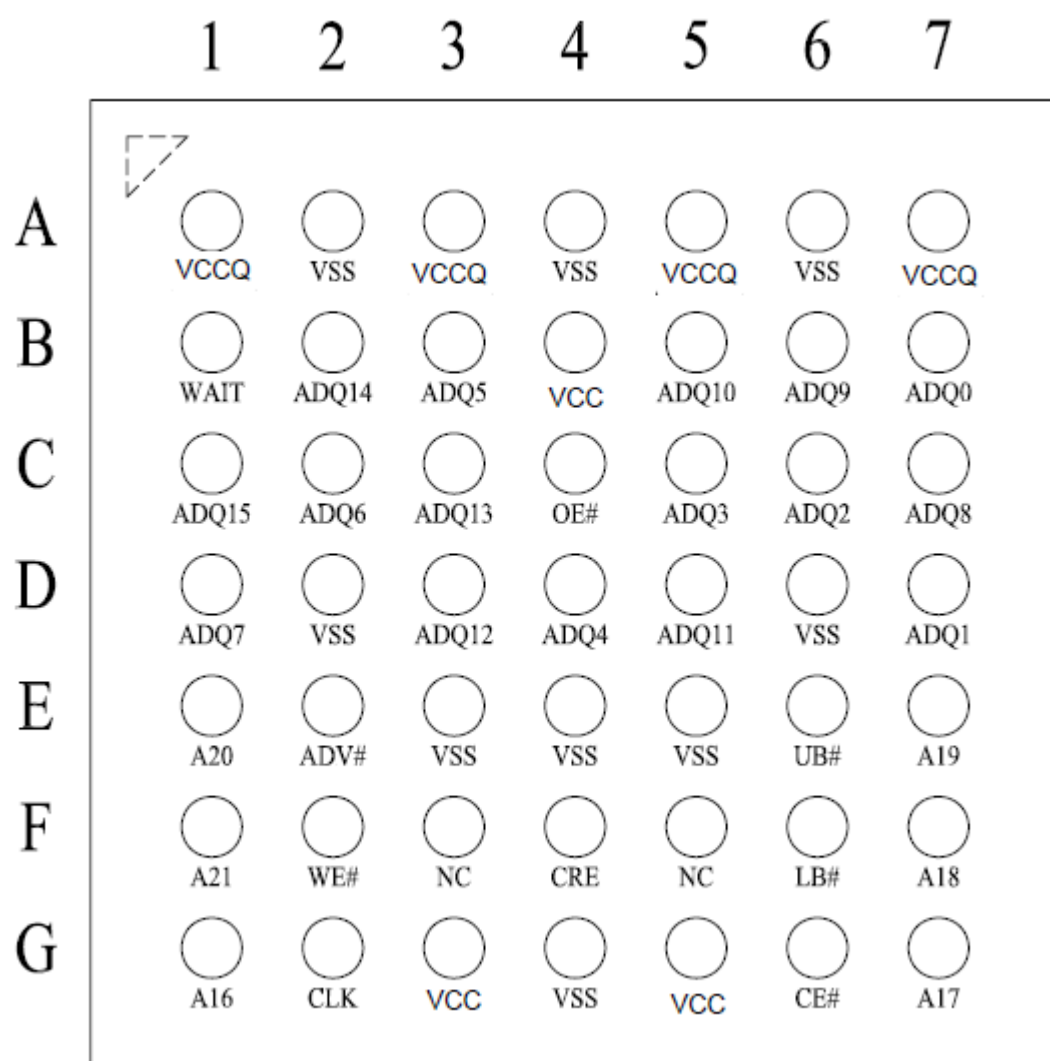 1 2 3 4 5 6 7
A
VCCQ VSS VCCQ VSS VCCQ VSS VCCQ
B
WAIT ADQ14 ADQ5 VCC ADQ10 ADQ9 ADQ0
C
ADQ15 ADQ6 ADQ13 OE# ADQ3 ADQ2 ADQ8
D
ADQ7 VSS ADQ12 ADQ4 ADQ11 VSS ADQ1
E
A20 ADV# VSS VSS VSS UB# A19
F
A21 WE# NC CRE NC LB# A18
G
A16 CLK VCC VSS VCC CE# A17